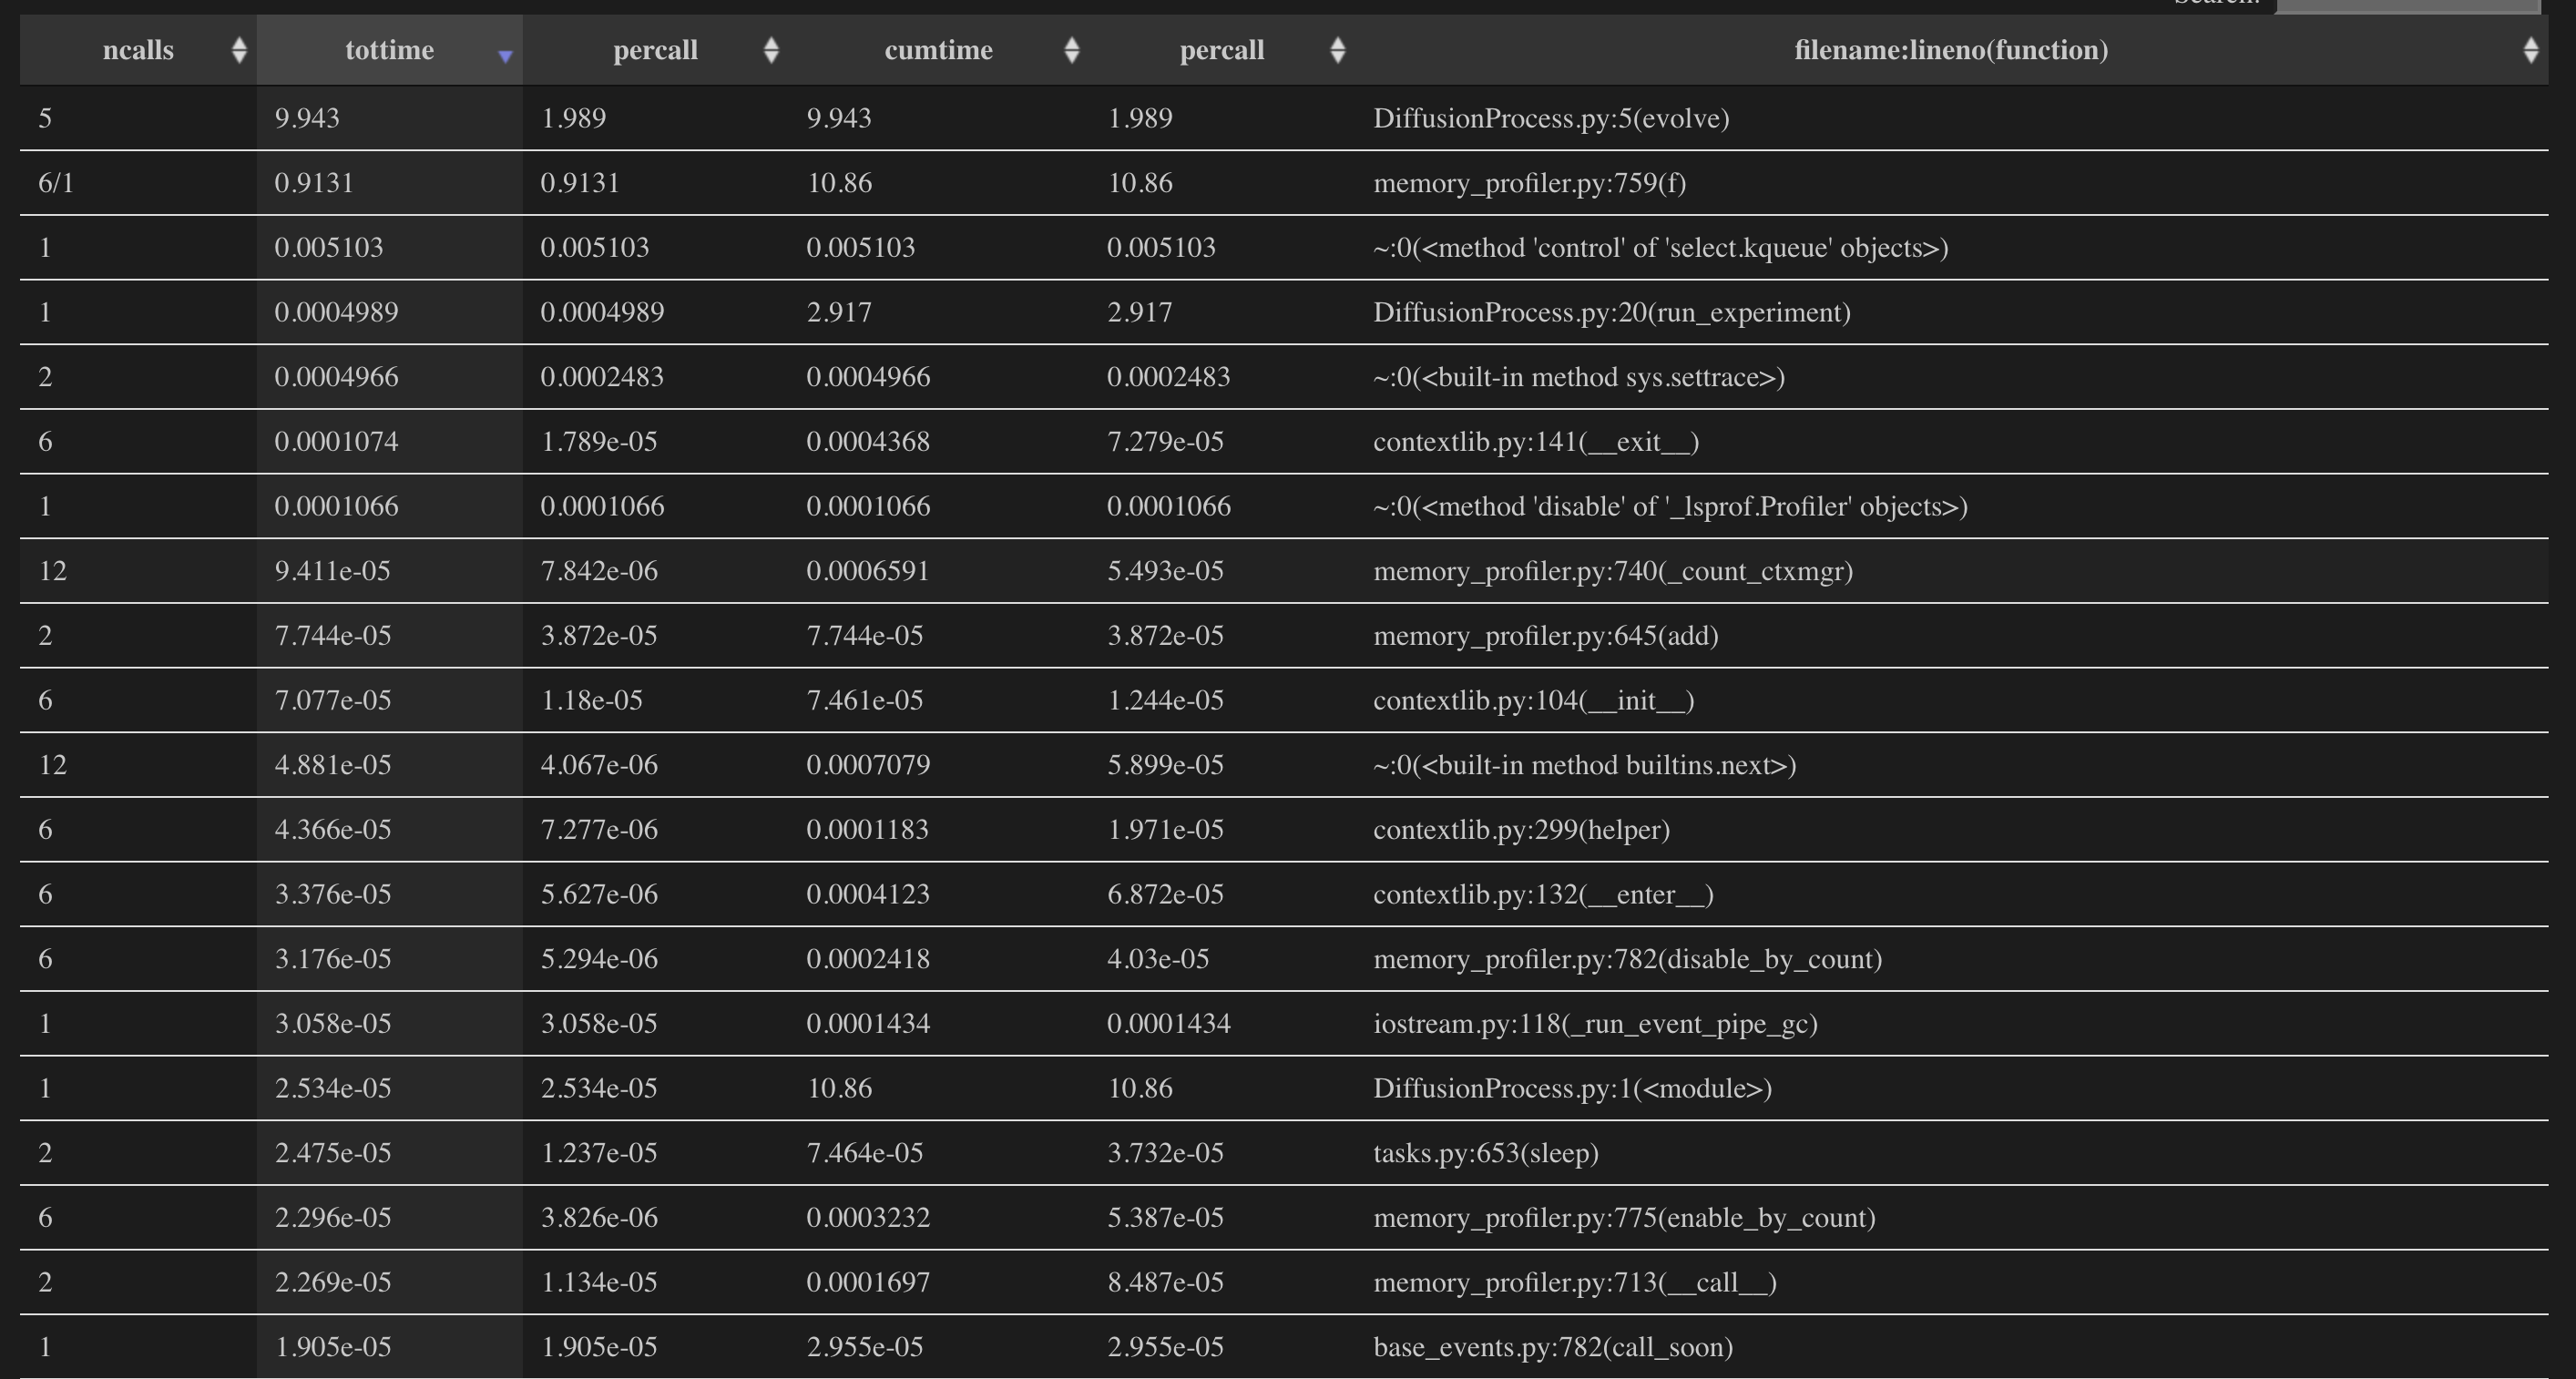 Search:
ncalls tottime percall cumtime percall filename:lineno(function)
5 9.943 1.989 9.943 1.989 DiffusionProcess.py:5(evolve)
6/1 0.9131 0.9131 10.86 10.86 memory_profiler.py:759(f)
1 0.005103 0.005103 0.005103 0.005103 ~:0(<method 'control' of 'select.kqueue' objects>)
1 0.0004989 0.0004989 2.917 2.917 DiffusionProcess.py:20(run_experiment)
2 0.0004966 0.0002483 0.0004966 0.0002483 ~:0(<built-in method sys.settrace>)
6 0.0001074 1.789e-05 0.0004368 7.279e-05 contextlib.py:141(__exit__)
1 0.0001066 0.0001066 0.0001066 0.0001066 ~:0(<method 'disable' of '_lsprof.Profiler' objects>)
12 9.411e-05 7.842e-06 0.0006591 5.493e-05 memory_profiler.py:740(_count_ctxmgr)
2 7.744e-05 3.872e-05 7.744e-05 3.872e-05 memory_profiler.py:645(add)
6 7.077e-05 1.18e-05 7.461e-05 1.244e-05 contextlib.py:104(__init__)
12 4.881e-05 4.067e-06 0.0007079 5.899e-05 ~:0(<built-in method builtins.next>)
6 4.366e-05 7.277e-06 0.0001183 1.971e-05 contextlib.py:299(helper)
6 3.376e-05 5.627e-06 0.0004123 6.872e-05 contextlib.py:132(__enter__)
6 3.176e-05 5.294e-06 0.0002418 4.03e-05 memory_profiler.py:782(disable_by_count)
1 3.058e-05 3.058e-05 0.0001434 0.0001434 iostream.py:118(_run_event_pipe_gc)
1 2.534e-05 2.534e-05 10.86 10.86 DiffusionProcess.py:1(<module>)
2 2.475e-05 1.237e-05 7.464e-05 3.732e-05 tasks.py:653(sleep)
6 2.296e-05 3.826e-06 0.0003232 5.387e-05 memory_profiler.py:775(enable_by_count)
2 2.269e-05 1.134e-05 0.0001697 8.487e-05 memory_profiler.py:713(__call__)
1 1.905e-05 1.905e-05 2.955e-05 2.955e-05 base_events.py:782(call_soon)